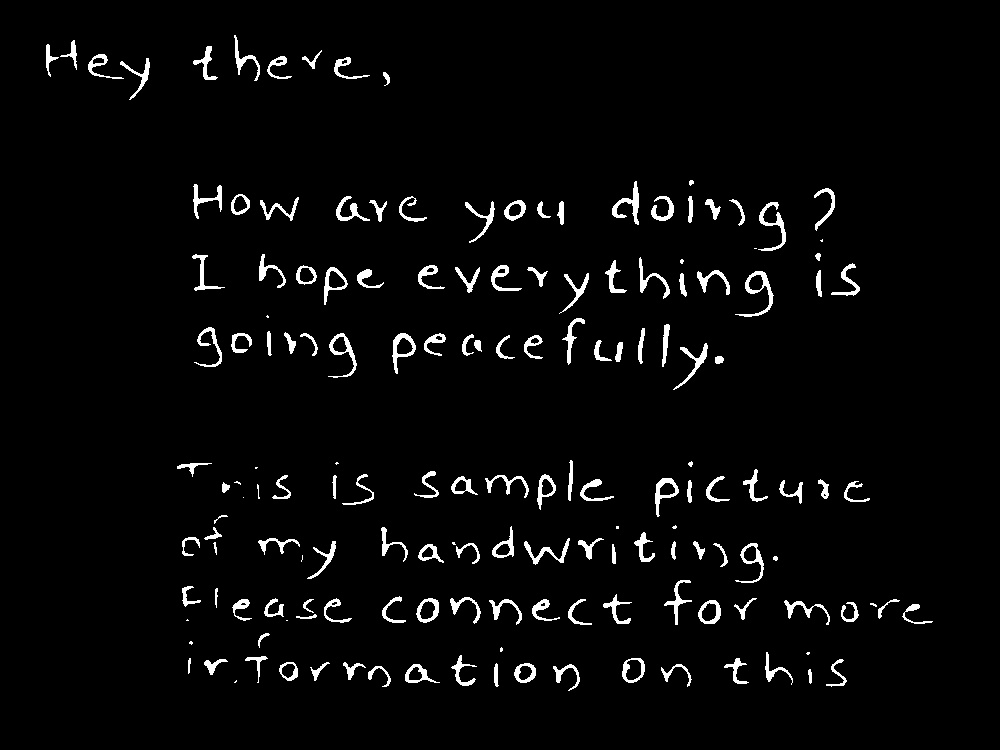 Hey there,
How are you doing?
I hope everything is
going peacefully.
This is sample picture
of my handwriting.
Please connect for more
information on this